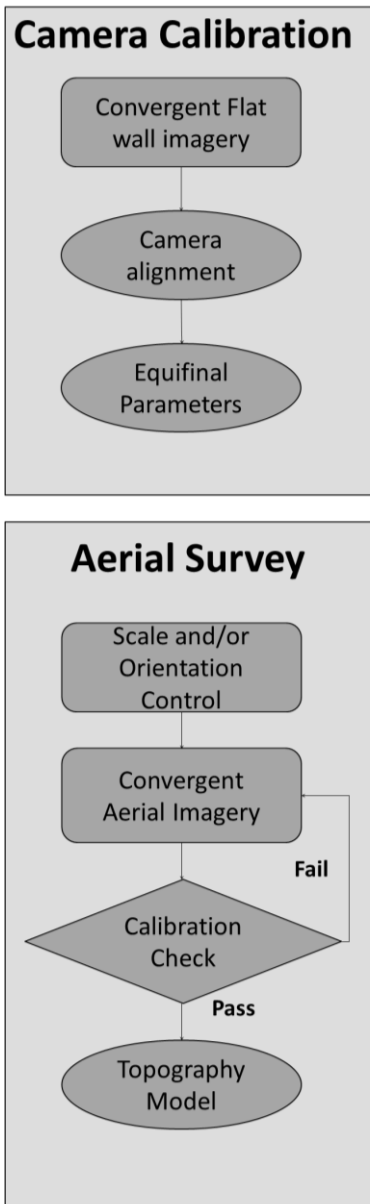 Camera Calibration
Convergent Flat
wall imagery
Camera
alignment
Equifinal
Parameters
Aerial Survey
Scale and/or
Orientation
Control
Convergent
Aerial Imagery
Fail
Calibration
Check
Pass
Topography
Model